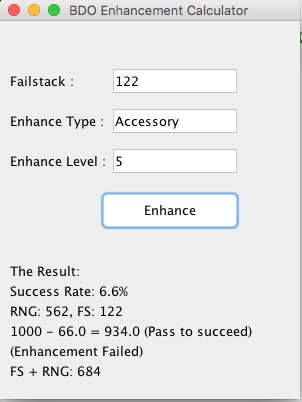 BDO Enhancement Calculator
Failstack : 122
Enhance Type : Accessory
Enhance Level : 5
Enhance
The Result:
Success Rate: 6.6%
RNG: 562, FS: 122
1000 - 66.0 = 934.0 (Pass to succeed)
(Enhancement Failed)
FS + RNG: 684